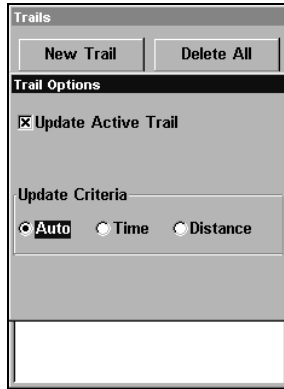 Trails
New Trail Delete All
Trail Options
Update Active Trail
Update Criteria
Auto Time Distance